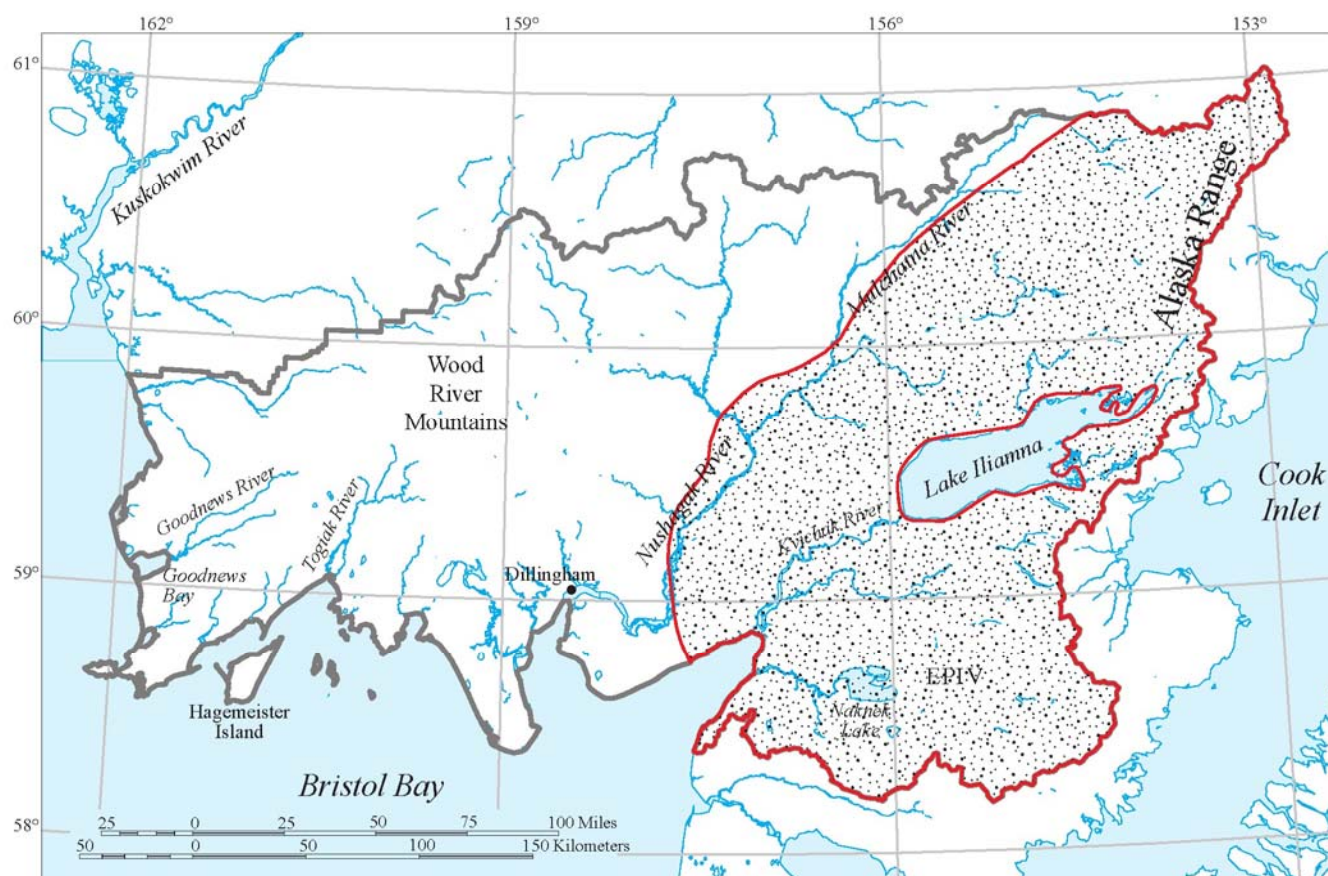 162°
159°
156°
153°
61°
60°
59°
58°
Kuskokwim River
Mulchatna River
Alaska Range
Wood
River
Mountains
Lake Iliamna
Cook
Inlet
Nushagak River
Kvichak River
Goodnews River
Togiak River
Goodnews
Bay
Dillingham
EPIV
Naknek
Lake
Hagemeister
Island
Bristol Bay
25 0 25 50 75 100 Miles
50 0 50 100 150 Kilometers